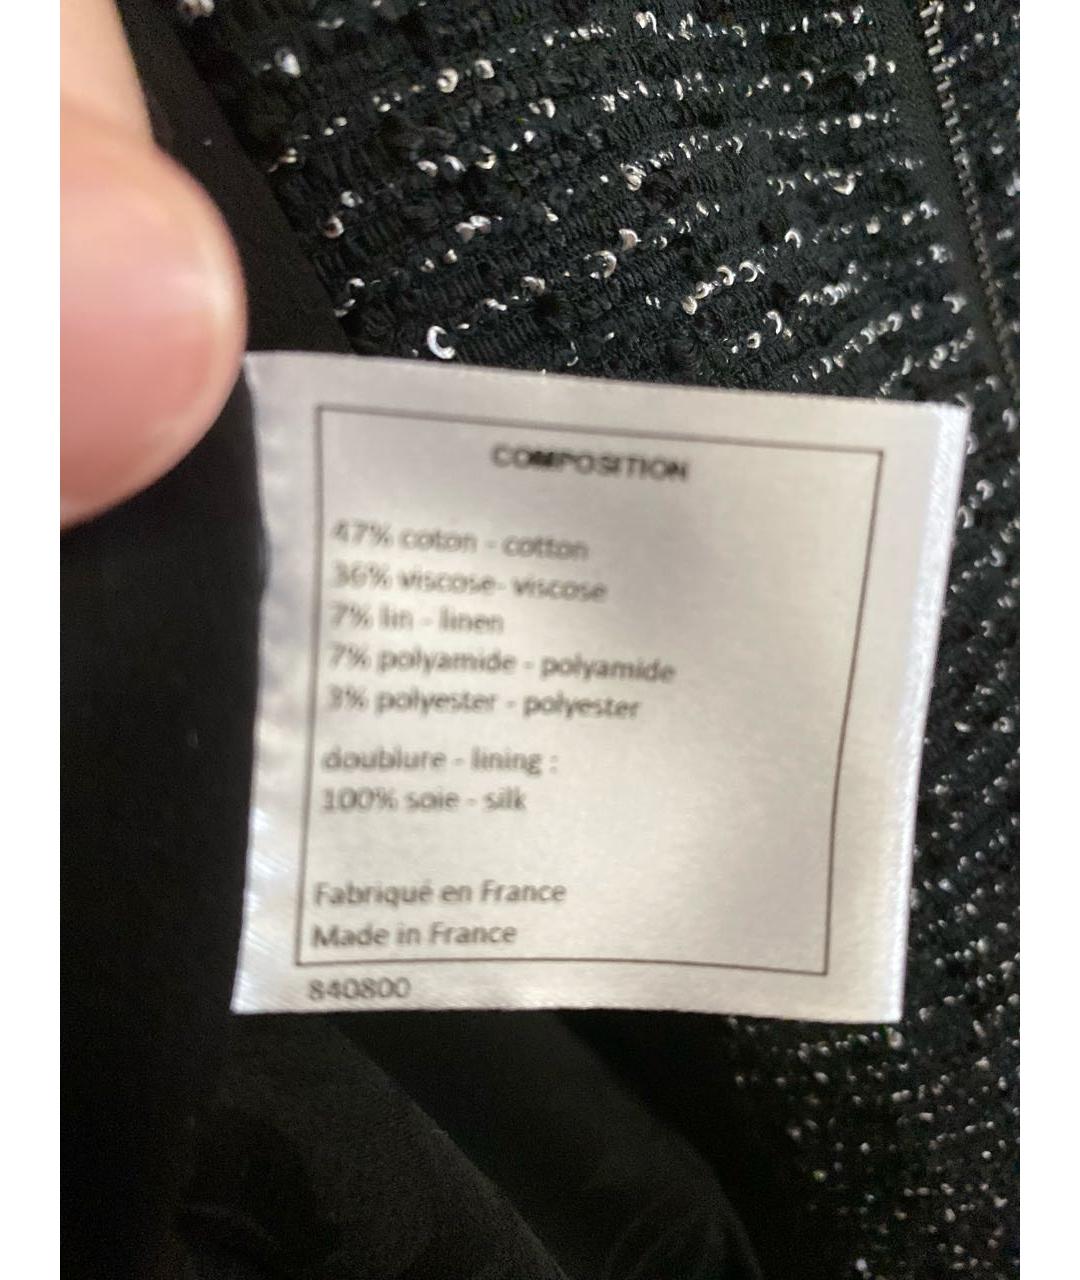 COMPOSITION
47% coton - cotton
36% viscose- viscose
7% lin - linen
7% polyamide - polyamide
3% polyester - polyester
doublure - lining :
100% soie - silk
Fabriqué en France
Made in France
840800